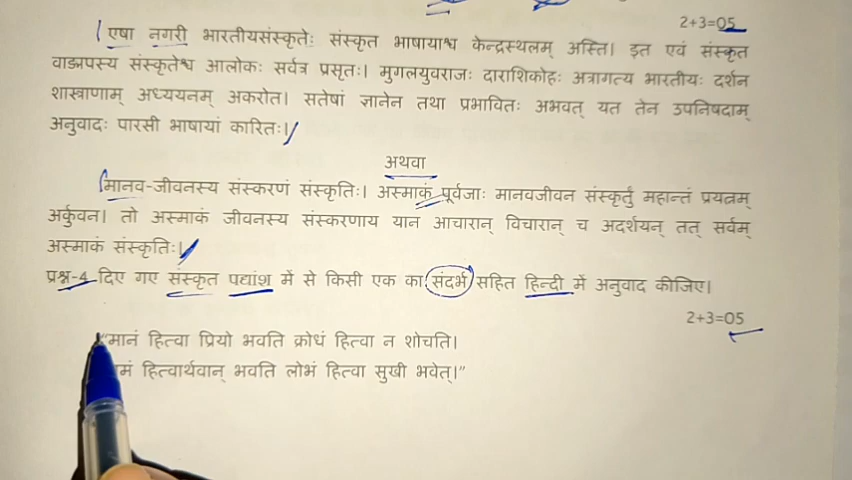 2+3=05
एषा नगरी भारतीयसंस्कृतेः संस्कृत भाषायाश्च केन्द्रस्थलम् अस्ति। इत एवं संस्कृत
वाङ्मपस्य संस्कृतेश्च आलोकः सर्वत्र प्रसृतः। मुगलयुवराजः दाराशिकोहः अत्रागत्य भारतीयः दर्शन
शास्त्राणाम् अध्ययनम् अकरोत। सतेषां ज्ञानेन तथा प्रभावितः अभवत् यत तेन उपनिषदाम्
अनुवादः पारसी भाषायां कारितः।
अथवा
मानव-जीवनस्य संस्करणं संस्कृतिः। अस्माकं पूर्वजाः मानवजीवन संस्कृर्तुं महान्तं प्रयत्नम्
अर्कुवन। तो अस्माकं जीवनस्य संस्करणाय यान आचारान् विचारान् च अदर्शयन् तत् सर्वम्
अस्माकं संस्कृतिः।
प्रश्न-4 दिए गए संस्कृत पद्यांश में से किसी एक का संदर्भ सहित हिन्दी में अनुवाद कीजिए।
2+3=05
"मानं हित्वा प्रियो भवति क्रोधं हित्वा न शोचति।
हित्वार्थवान् भवति लोभं हित्वा सुखी भवेत्।"